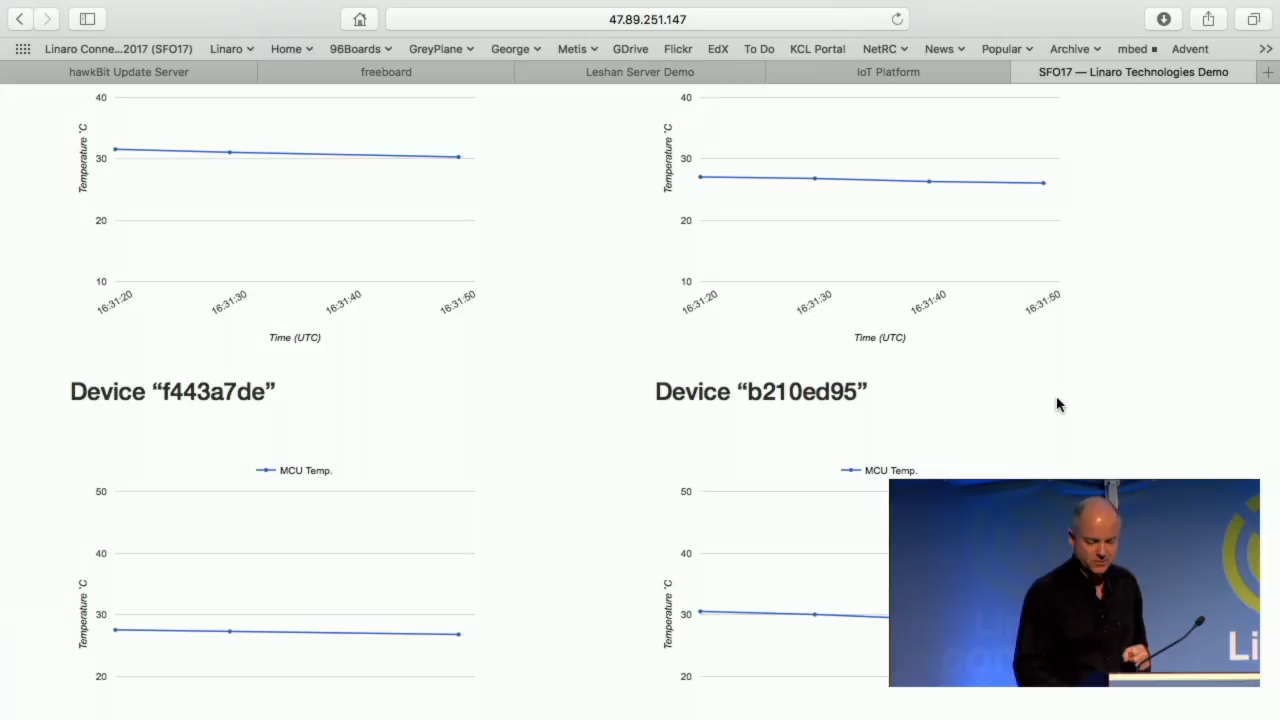 47.89.251.147
Linaro Conne...2017 (SFO17) Linaro Home 96Boards GreyPlane George Metis GDrive Flickr EdX To Do KCL Portal NetRC News Popular Archive mbed Advent
hawkBit Update Server freeboard Leshan Server Demo IoT Platform SFO17 — Linaro Technologies Demo
40
30
20
10
Temperature °C
16:31:20 16:31:30 16:31:40 16:31:50
Time (UTC)
40
30
20
10
Temperature °C
16:31:20 16:31:30 16:31:40 16:31:50
Time (UTC)
Device “f443a7de”
MCU Temp.
50
40
30
20
Temperature °C
Device “b210ed95”
MCU Temp.
50
40
30
20
Temperature °C
Li